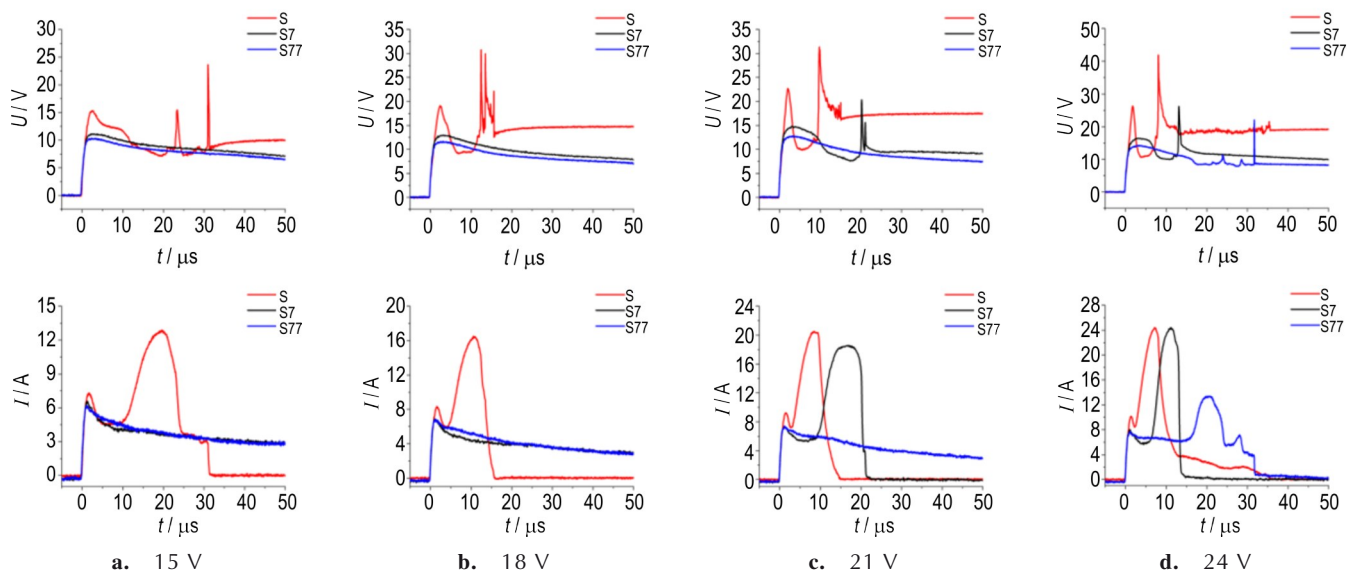 S
S7
S77
U / V
30
25
20
15
10
5
0
0 10 20 30 40 50
t / μs
S
S7
S77
U / V
35
30
25
20
15
10
5
0
0 10 20 30 40 50
t / μs
S
S7
S77
U / V
35
30
25
20
15
10
5
0
0 10 20 30 40 50
t / μs
S
S7
S77
U / V
50
40
30
20
10
0
0 10 20 30 40 50
t / μs
S
S7
S77
I / A
15
12
9
6
3
0
0 10 20 30 40 50
t / μs
S
S7
S77
I / A
20
16
12
8
4
0
0 10 20 30 40 50
t / μs
S
S7
S77
I / A
24
20
16
12
8
4
0
0 10 20 30 40 50
t / μs
S
S7
S77
I / A
28
24
20
16
12
8
4
0
0 10 20 30 40 50
t / μs
a. 15 V
b. 18 V
c. 21 V
d. 24 V